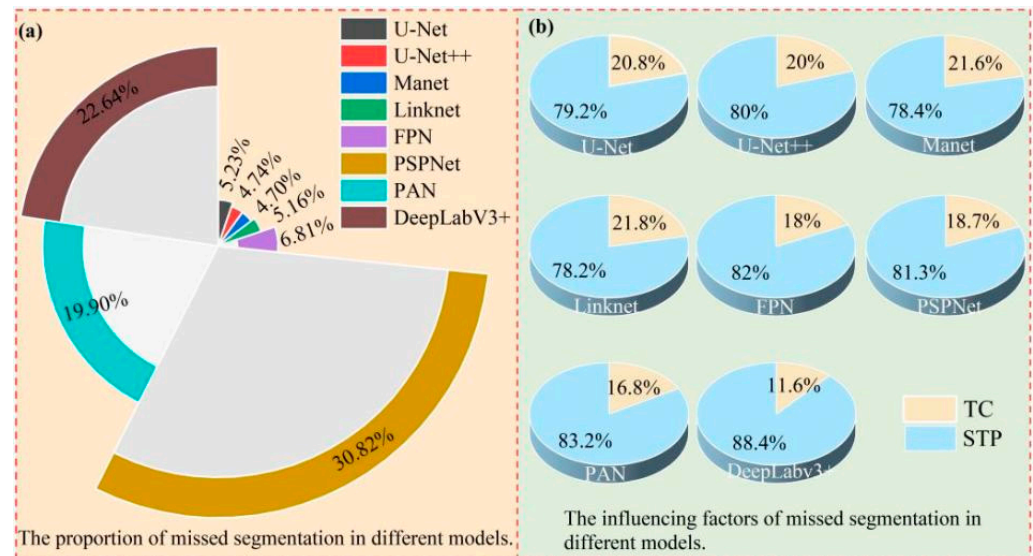 (a)
U-Net
U-Net++
Manet
Linknet
FPN
PSPNet
PAN
DeepLabV3+
22.64%
5.23%
4.74%
4.70%
5.16%
6.81%
19.90%
30.82%
The proportion of missed segmentation in different models.
(b)
20.8%
79.2%
U-Net
20%
80%
U-Net++
21.6%
78.4%
Manet
21.8%
78.2%
Linknet
18%
82%
FPN
18.7%
81.3%
PSPNet
16.8%
83.2%
PAN
11.6%
88.4%
DeepLabv3+
TC
STP
The influencing factors of missed segmentation in
different models.